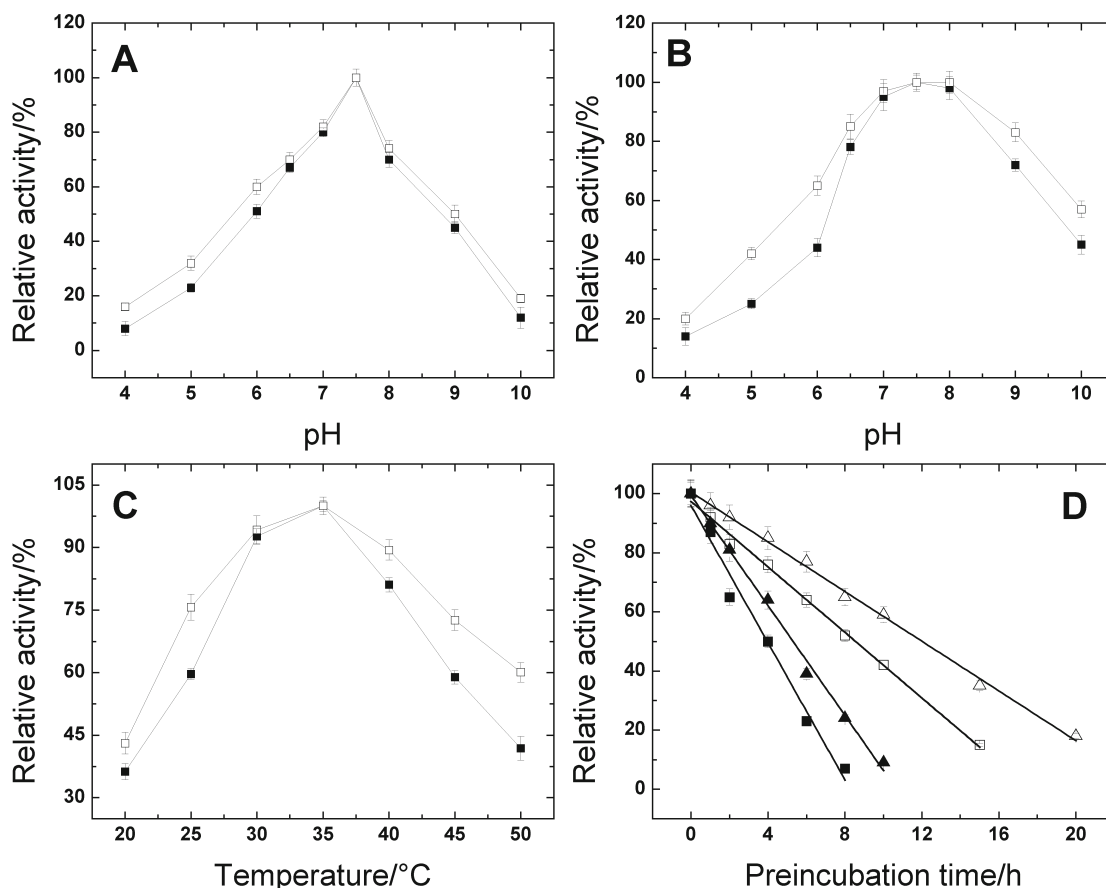 A
Relative activity/%
120
100
80
60
40
20
0
4 5 6 7 8 9 10
pH
B
Relative activity/%
120
100
80
60
40
20
0
4 5 6 7 8 9 10
pH
C
Relative activity/%
105
90
75
60
45
30
20 25 30 35 40 45 50
Temperature/°C
D
Relative activity/%
100
80
60
40
20
0
0 4 8 12 16 20
Preincubation time/h